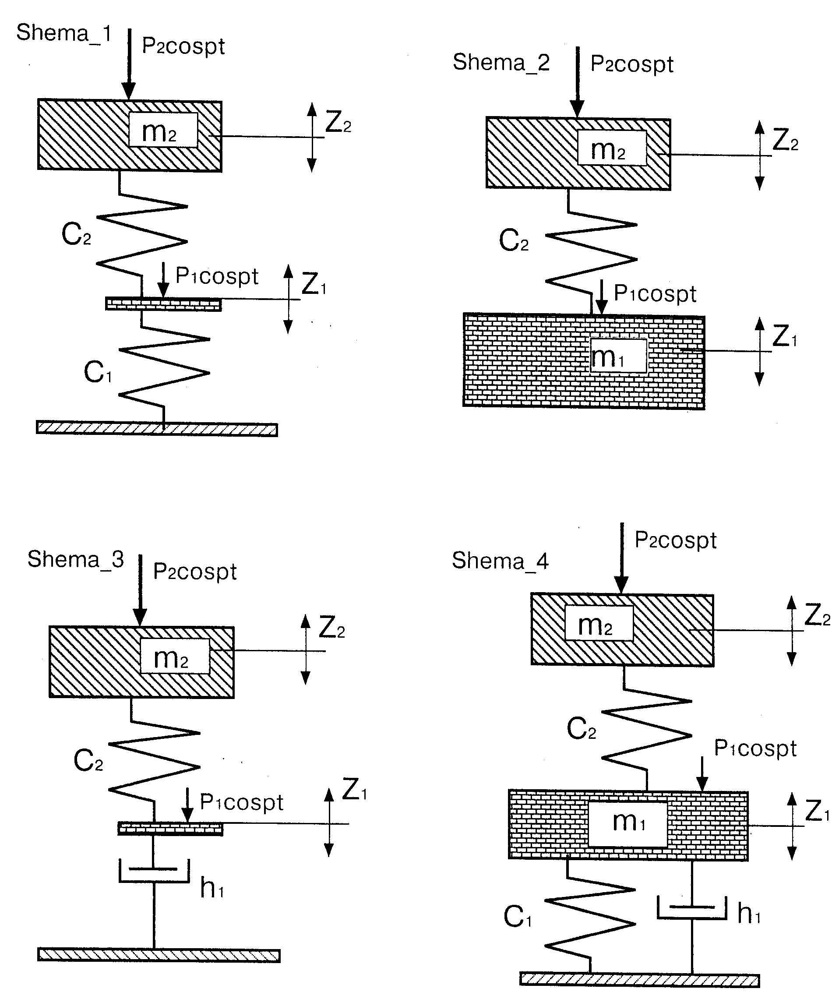 Shema_1
P2cospt
m2
Z2
C2
P1cospt
Z1
C1
Shema_2
P2cospt
m2
Z2
C2
P1cospt
m1
Z1
Shema_3
P2cospt
m2
Z2
C2
P1cospt
Z1
h1
Shema_4
P2cospt
m2
Z2
C2
P1cospt
m1
Z1
C1
h1